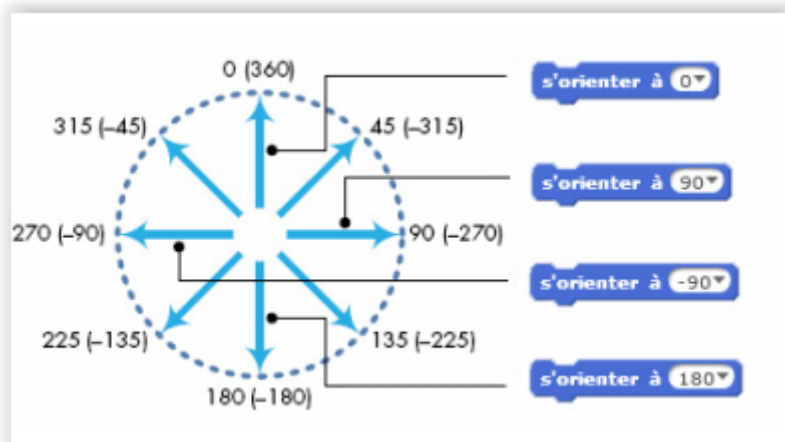 0 (360)
s'orienter à 0
315 (–45)
45 (–315)
s'orienter à 90
270 (–90)
90 (–270)
s'orienter à -90
225 (–135)
135 (–225)
180 (–180)
s'orienter à 180